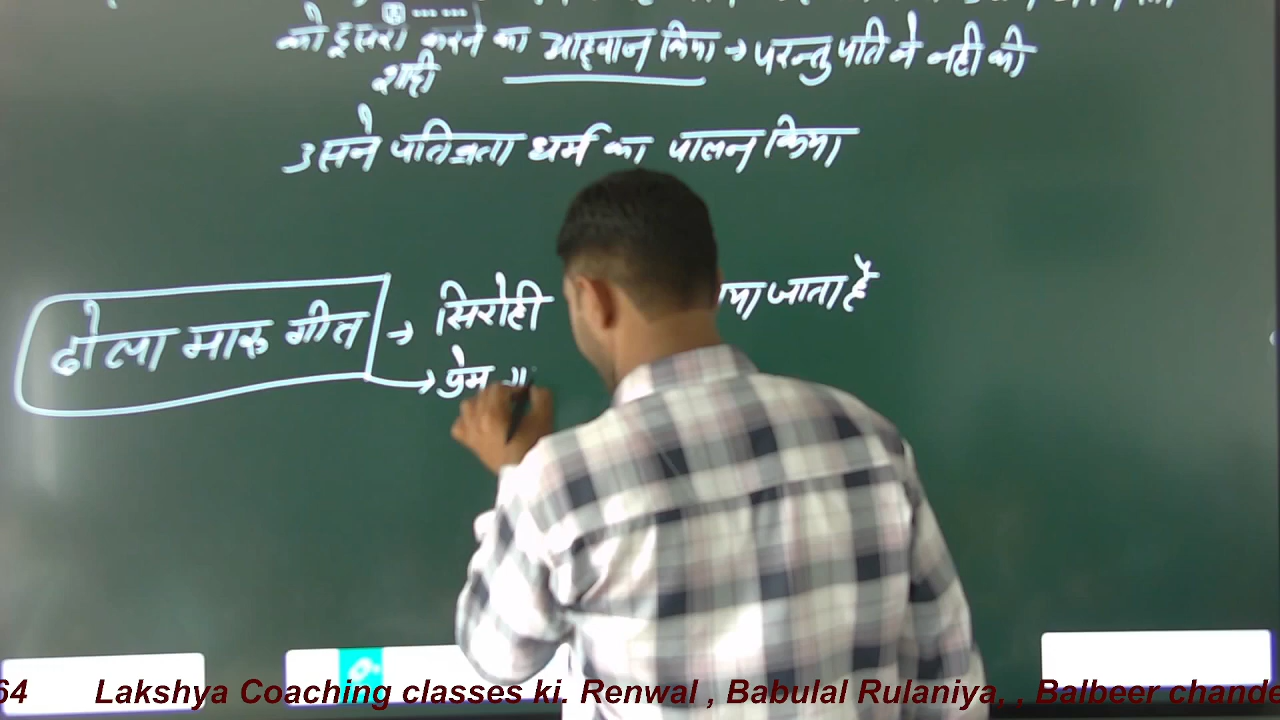 को दूसरी करने का आह्वान किया → परन्तु पति ने नही की
शादी
उसने पतिव्रता धर्म का पालन किया
ढोला मारू गीत → सिरोही जाता है
→ प्रेम
64 Lakshya Coaching classes ki. Renwal , Babulal Rulaniya, , Balbeer chande